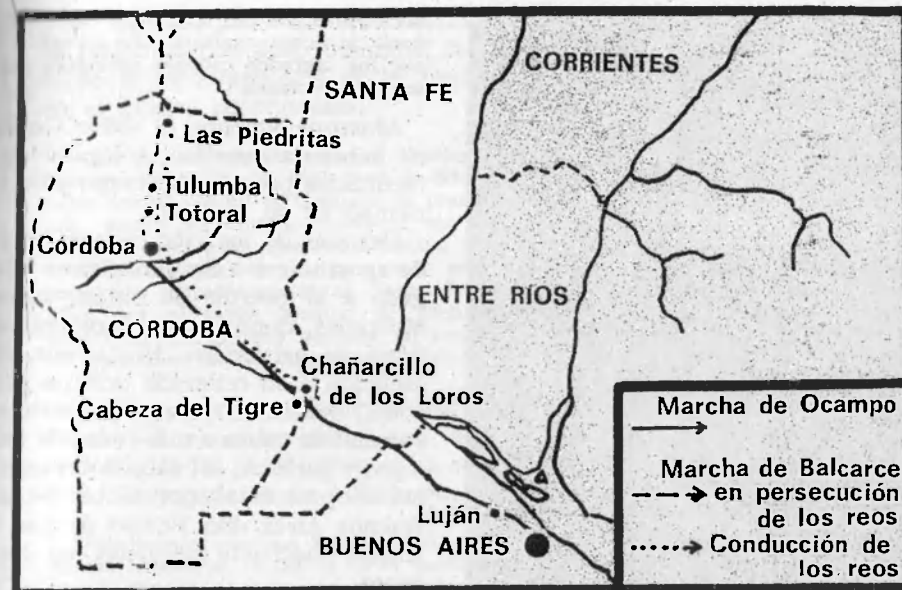 CORRIENTES
SANTA FE
Las Piedritas
Tulumba
Totoral
Córdoba
ENTRE RÍOS
CÓRDOBA
Chañarcillo
de los Loros
Cabeza del Tigre
Luján
BUENOS AIRES
Marcha de Ocampo
Marcha de Balcarce
en persecución
de los reos
Conducción de
los reos